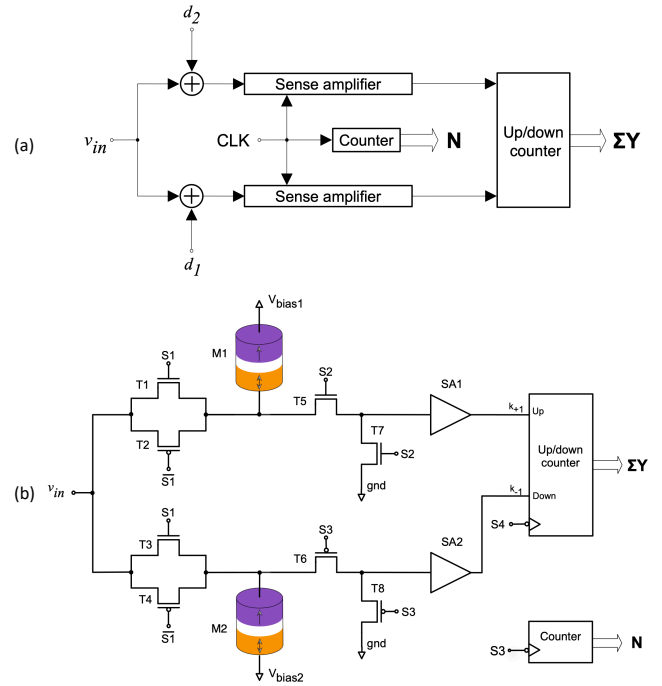 d2
Sense amplifier
(a)
vin
CLK
Counter
N
Up/down
counter
ΣY
Sense amplifier
d1
Vbias1
M1
S1
T1
S2
T5
SA1
T2
S1
T7
S2
gnd
k+1
Up
Up/down
counter
ΣY
(b)
vin
k-1
Down
S1
T3
S3
T6
SA2
S4
T4
S1
M2
T8
S3
gnd
Vbias2
S3
Counter
N